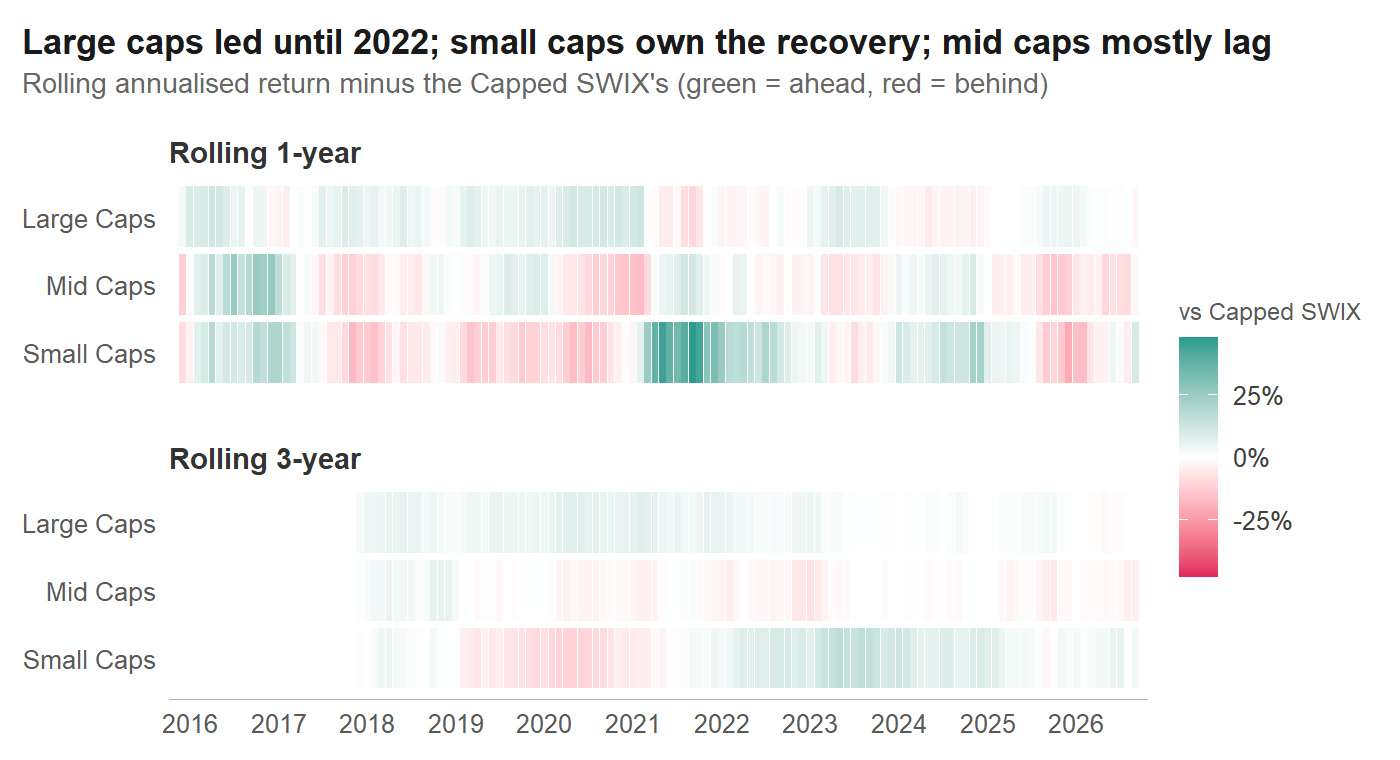 Large caps led until 2022; small caps own the recovery; mid caps mostly lag
Rolling annualised return minus the Capped SWIX's (green = ahead, red = behind)
Rolling 1-year
Large Caps
Mid Caps
Small Caps
Rolling 3-year
Large Caps
Mid Caps
Small Caps
2016 2017 2018 2019 2020 2021 2022 2023 2024 2025 2026
vs Capped SWIX
25%
0%
-25%